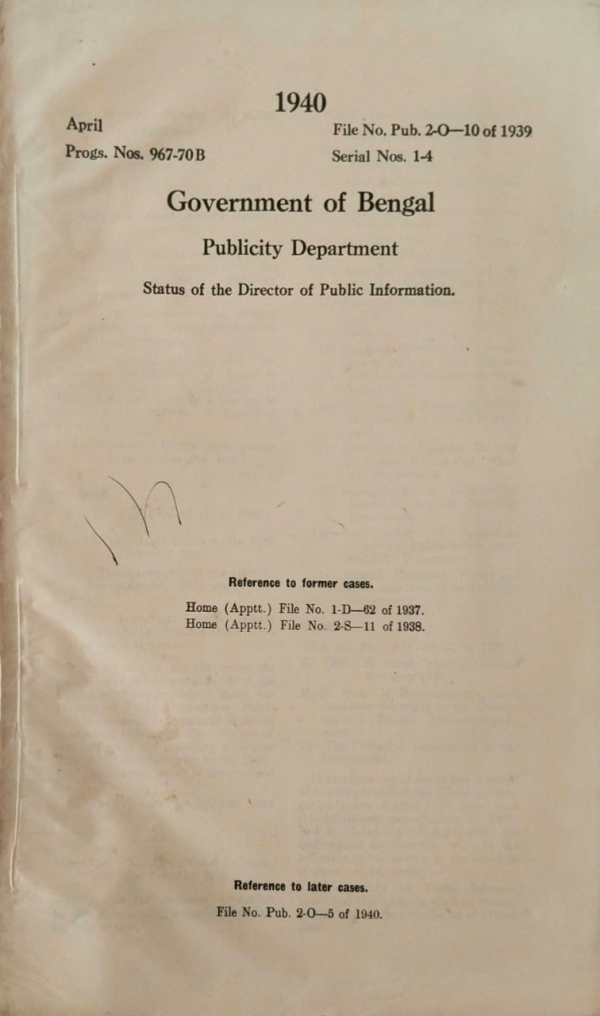 1940
April
File No. Pub. 2-O—10 of 1939
Progs. Nos. 967-70B
Serial Nos. 1-4
Government of Bengal
Publicity Department
Status of the Director of Public Information.
Reference to former cases.
Home (Apptt.) File No. 1-D—62 of 1937.
Home (Apptt.) File No. 2-S—11 of 1938.
Reference to later cases.
File No. Pub. 2-O—5 of 1940.